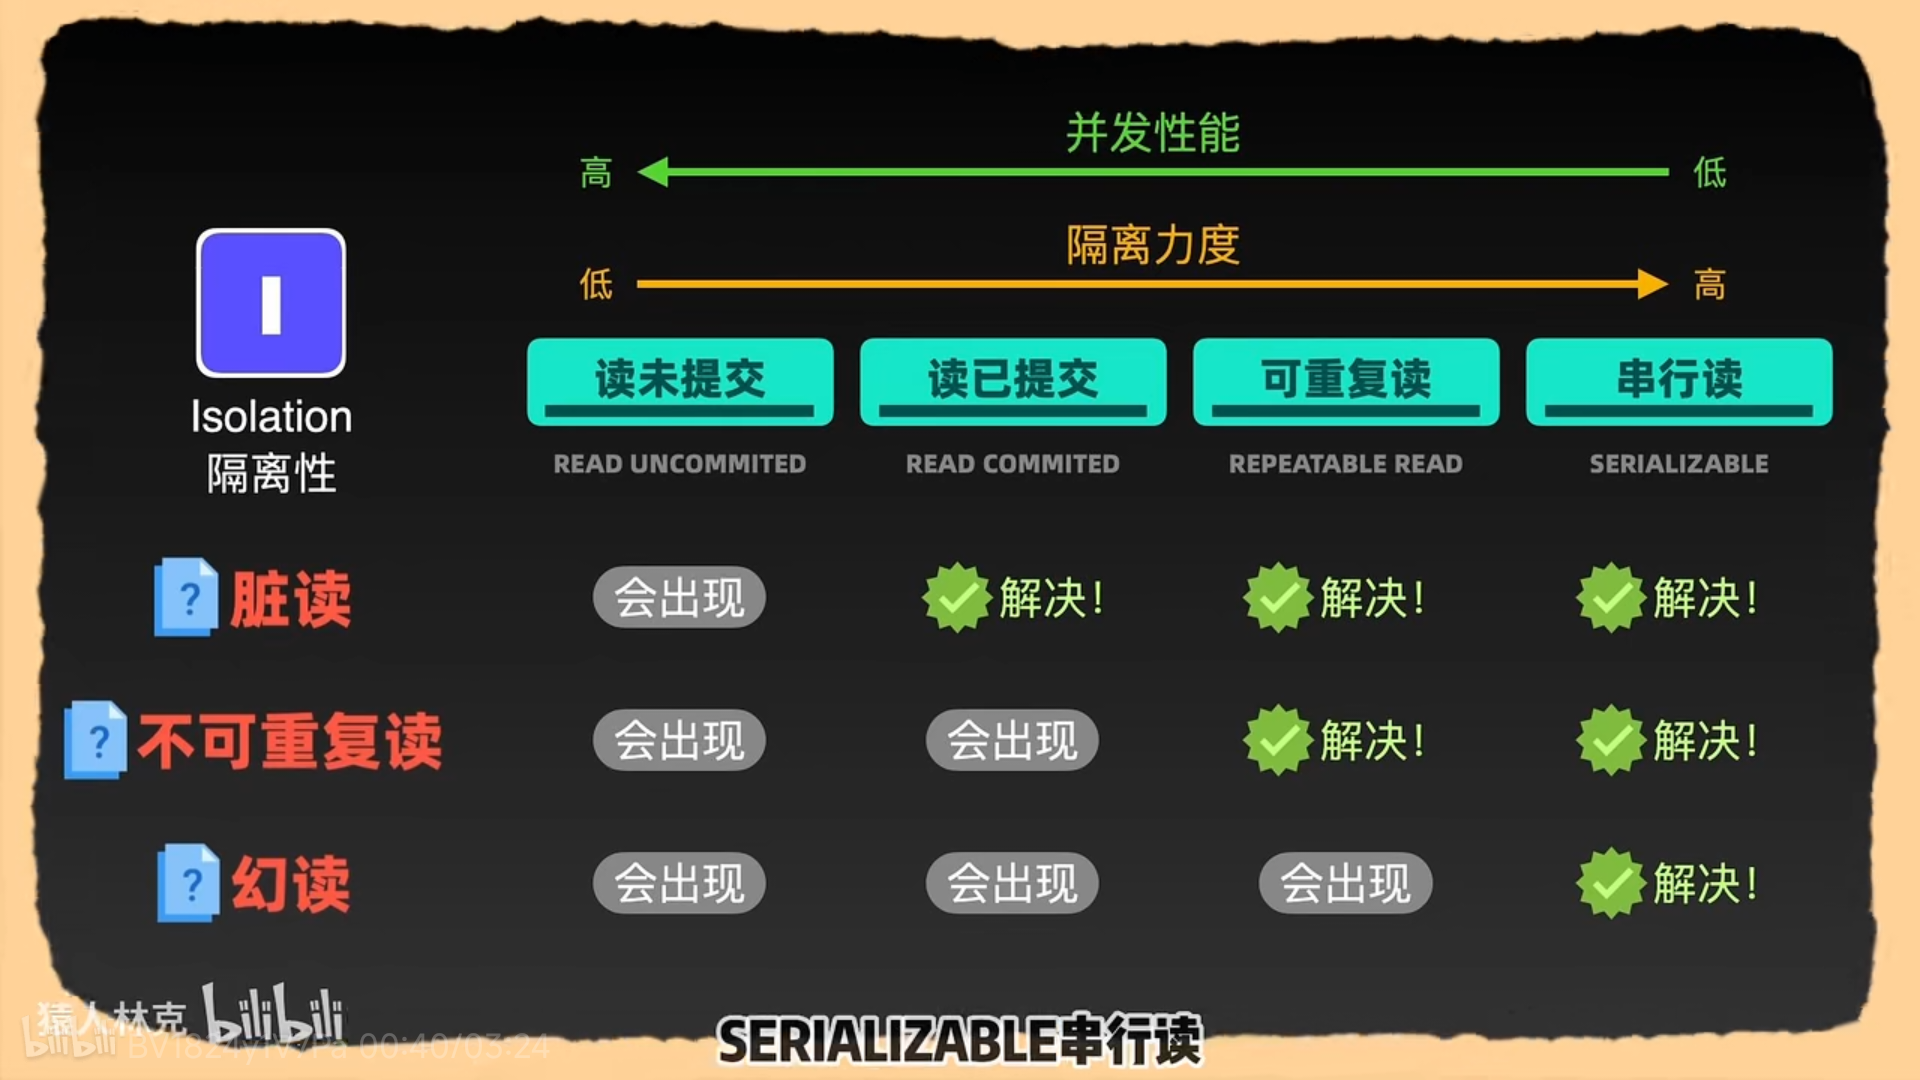 并发性能
高 低
隔离力度
低 高
I
Isolation
隔离性
读未提交 读已提交 可重复读 串行读
READ UNCOMMITED READ COMMITED REPEATABLE READ SERIALIZABLE
? 脏读 会出现 解决! 解决! 解决!
? 不可重复读 会出现 会出现 解决! 解决!
? 幻读 会出现 会出现 会出现 解决!
猿人林克 bilibili
bilibili 00:40/03:24
SERIALIZABLE串行读